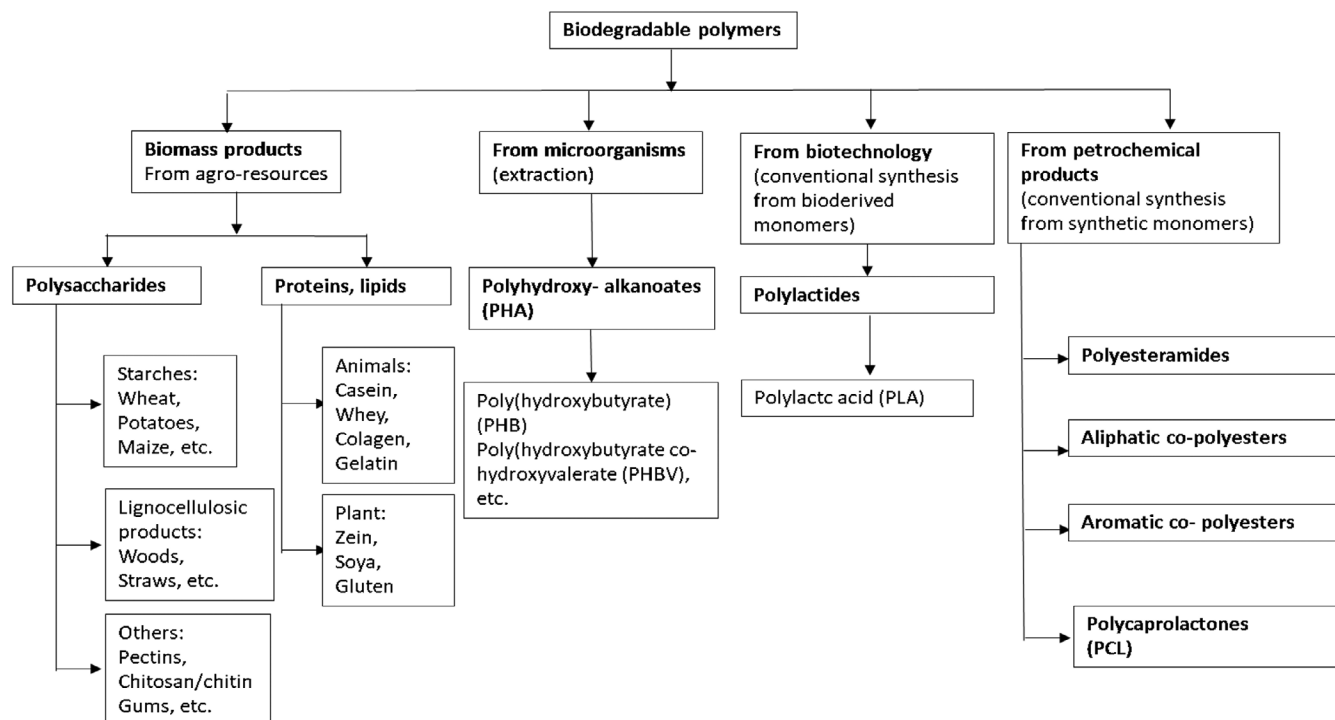 Biodegradable polymers
Biomass products
From agro-resources
From microorganisms
(extraction)
From biotechnology
(conventional synthesis
from bioderived
monomers)
From petrochemical
products
(conventional synthesis
from synthetic monomers)
Polysaccharides
Proteins, lipids
Polyhydroxy- alkanoates
(PHA)
Polylactides
Starches:
Wheat,
Potatoes,
Maize, etc.
Animals:
Casein,
Whey,
Colagen,
Gelatin
Poly(hydroxybutyrate)
(PHB)
Poly(hydroxybutyrate co-
hydroxyvalerate (PHBV),
etc.
Polylactc acid (PLA)
Polyesteramides
Aliphatic co-polyesters
Aromatic co- polyesters
Polycaprolactones
(PCL)
Lignocellulosic
products:
Woods,
Straws, etc.
Plant:
Zein,
Soya,
Gluten
Others:
Pectins,
Chitosan/chitin
Gums, etc.